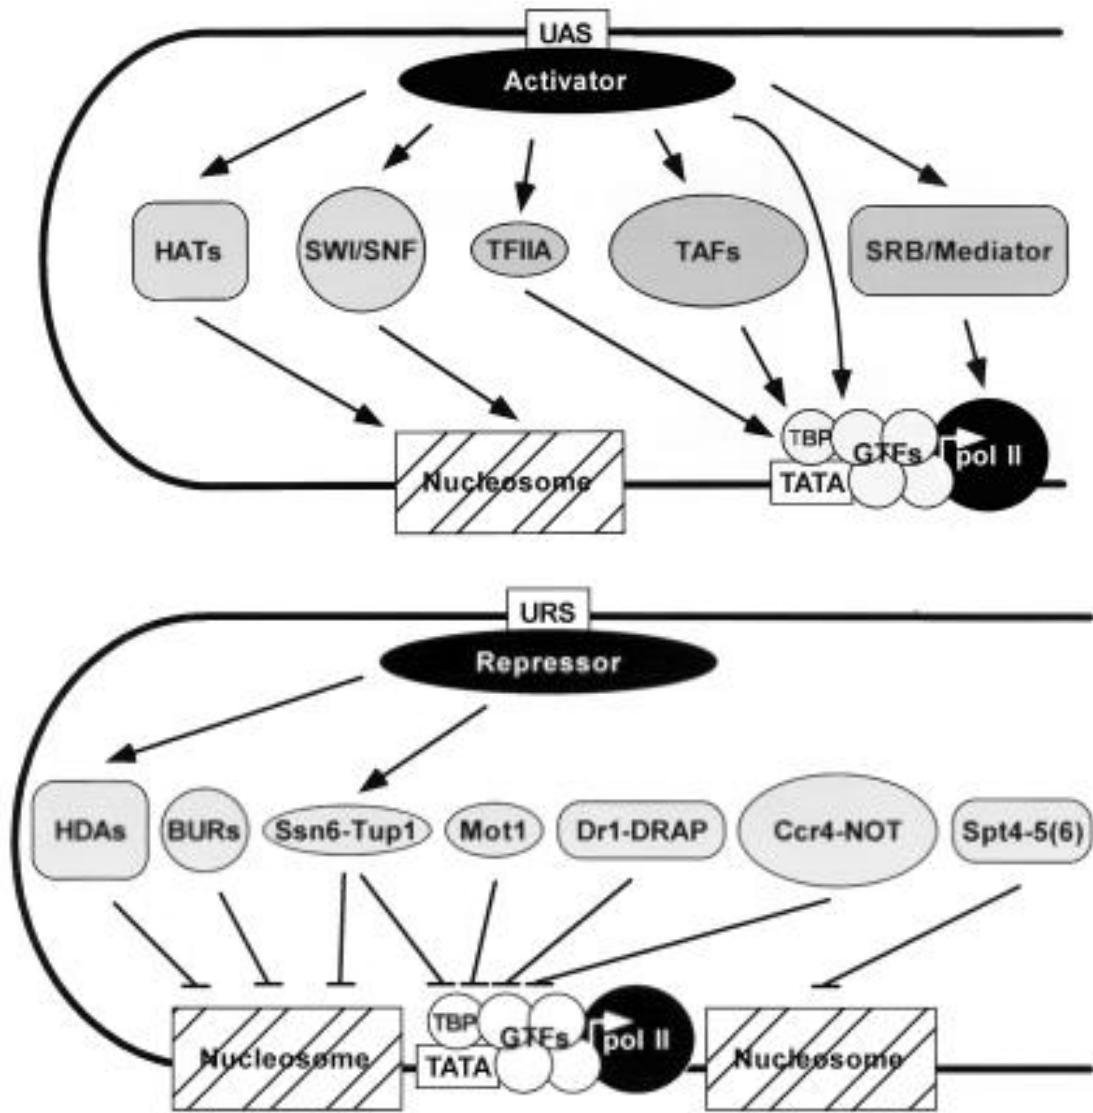 UAS
Activator
HATs
SWI/SNF
TFIIA
TAFs
SRB/Mediator
TBP
GTFs
pol II
Nucleosome
TATA
URS
Repressor
HDAs
BURs
Ssn6-Tup1
Mot1
Dr1-DRAP
Ccr4-NOT
Spt4-5(6)
TBP
GTFs
pol II
Nucleosome
TATA
Nucleosome